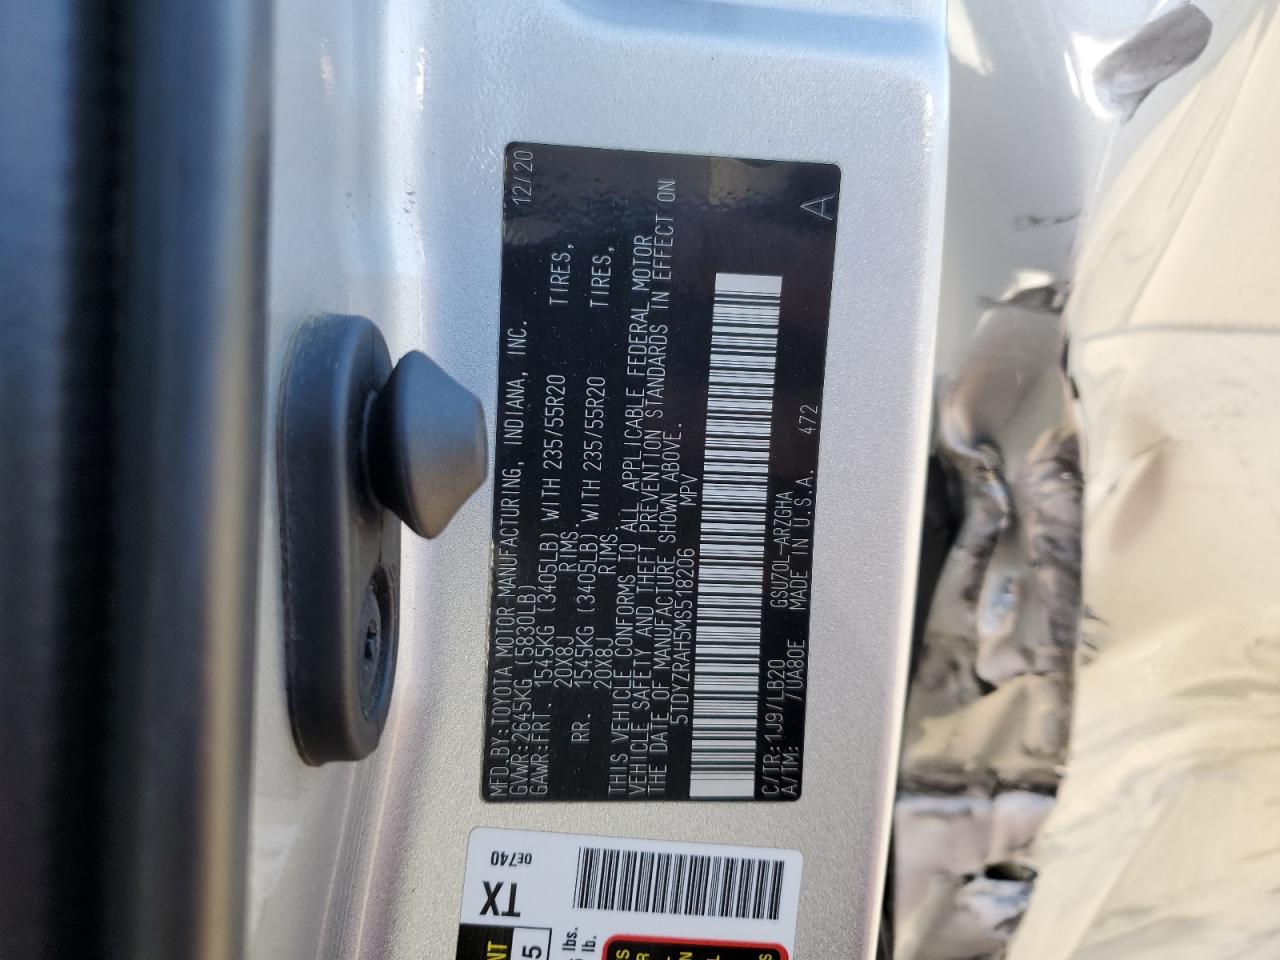 MFD.BY:TOYOTA MOTOR MANUFACTURING, INDIANA, INC. 12/20
GVWR:2645KG (5830LB)
GAWR:FRT. 1545KG (3405LB) WITH 235/55R20 TIRES,
20X8J RIMS
RR. 1545KG (3405LB) WITH 235/55R20 TIRES,
20X8J RIMS.
THIS VEHICLE CONFORMS TO ALL APPLICABLE FEDERAL MOTOR
VEHICLE SAFETY AND THEFT PREVENTION STANDARDS IN EFFECT ON
THE DATE OF MANUFACTURE SHOWN ABOVE.
5TDYZRAH5MS518206 MPV
C/TR:1J9/LB20 GSU70L-ARZGHA
A/TM: /UA80E MADE IN U.S.A. 472 A
TX
0E740
lbs.
lb.